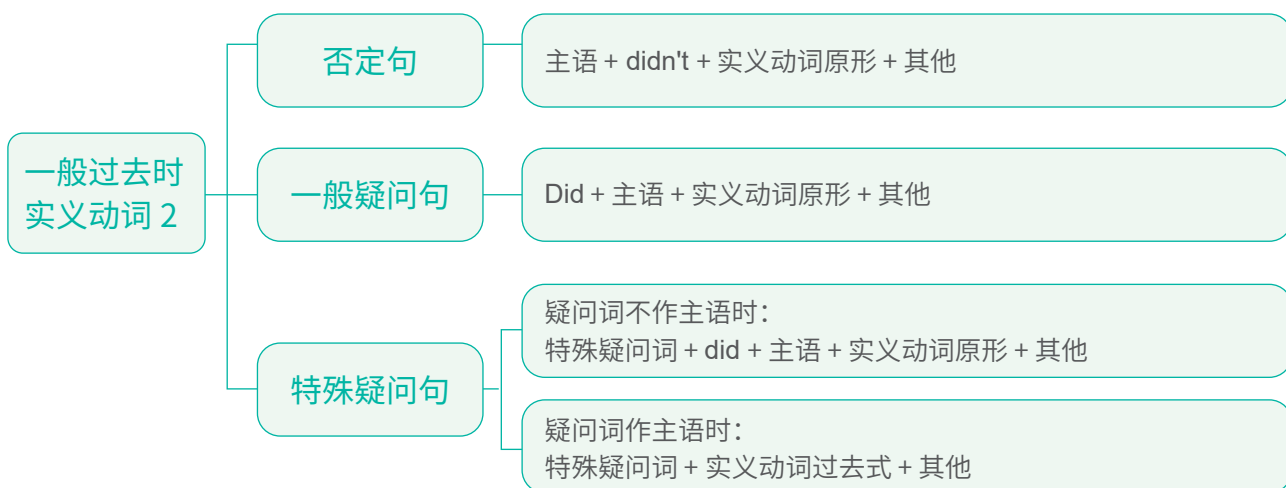 一般过去时
实义动词 2
否定句
主语 + didn't + 实义动词原形 + 其他
一般疑问句
Did + 主语 + 实义动词原形 + 其他
特殊疑问句
疑问词不作主语时：
特殊疑问词 + did + 主语 + 实义动词原形 + 其他
疑问词作主语时：
特殊疑问词 + 实义动词过去式 + 其他